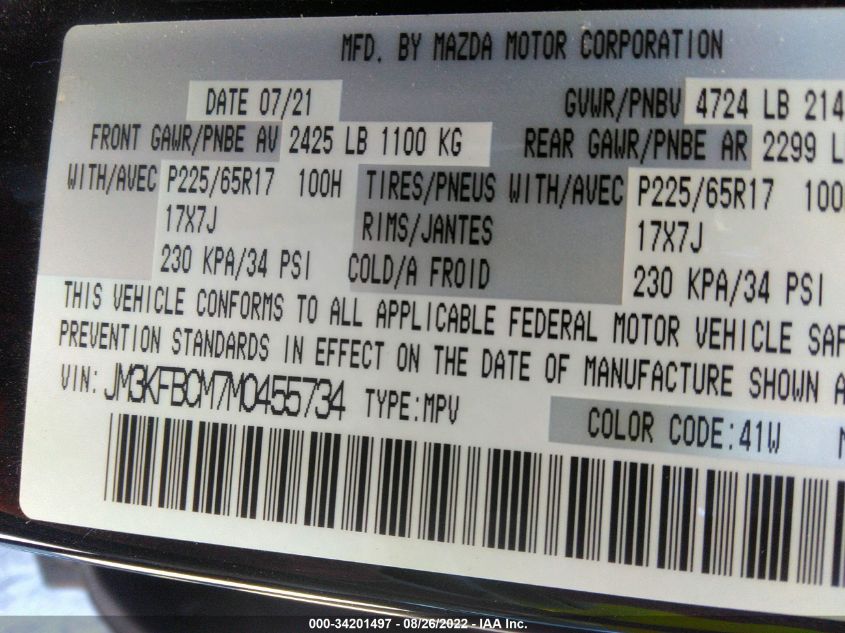 MFD. BY MAZDA MOTOR CORPORATION
DATE 07/21 GVWR/PNBV 4724 LB 214
FRONT GAWR/PNBE AV 2425 LB 1100 KG REAR GAWR/PNBE AR 2299 L
WITH/AVEC P225/65R17 100H TIRES/PNEUS WITH/AVEC P225/65R17 100
17X7J RIMS/JANTES 17X7J
230 KPA/34 PSI COLD/A FROID 230 KPA/34 PSI
THIS VEHICLE CONFORMS TO ALL APPLICABLE FEDERAL MOTOR VEHICLE SAF
PREVENTION STANDARDS IN EFFECT ON THE DATE OF MANUFACTURE SHOWN A
VIN: JM3KFBCM7M0455734 TYPE:MPV COLOR CODE:41W
000-34201497 - 08/26/2022 - IAA Inc.